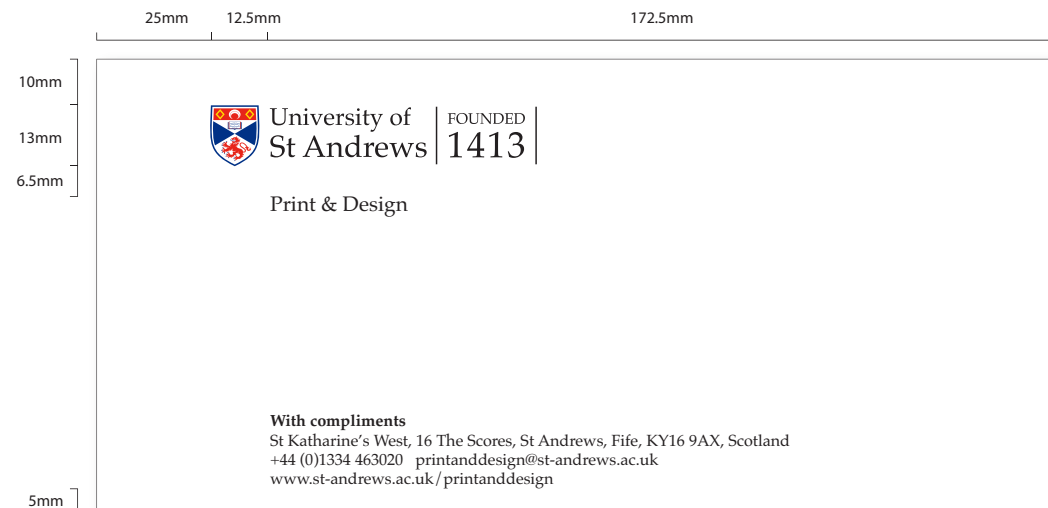 25mm 12.5mm 172.5mm
10mm
13mm
6.5mm
University of
St Andrews
FOUNDED
1413
Print & Design
With compliments
St Katharine's West, 16 The Scores, St Andrews, Fife, KY16 9AX, Scotland
+44 (0)1334 463020 printanddesign@st-andrews.ac.uk
www.st-andrews.ac.uk/printanddesign
5mm